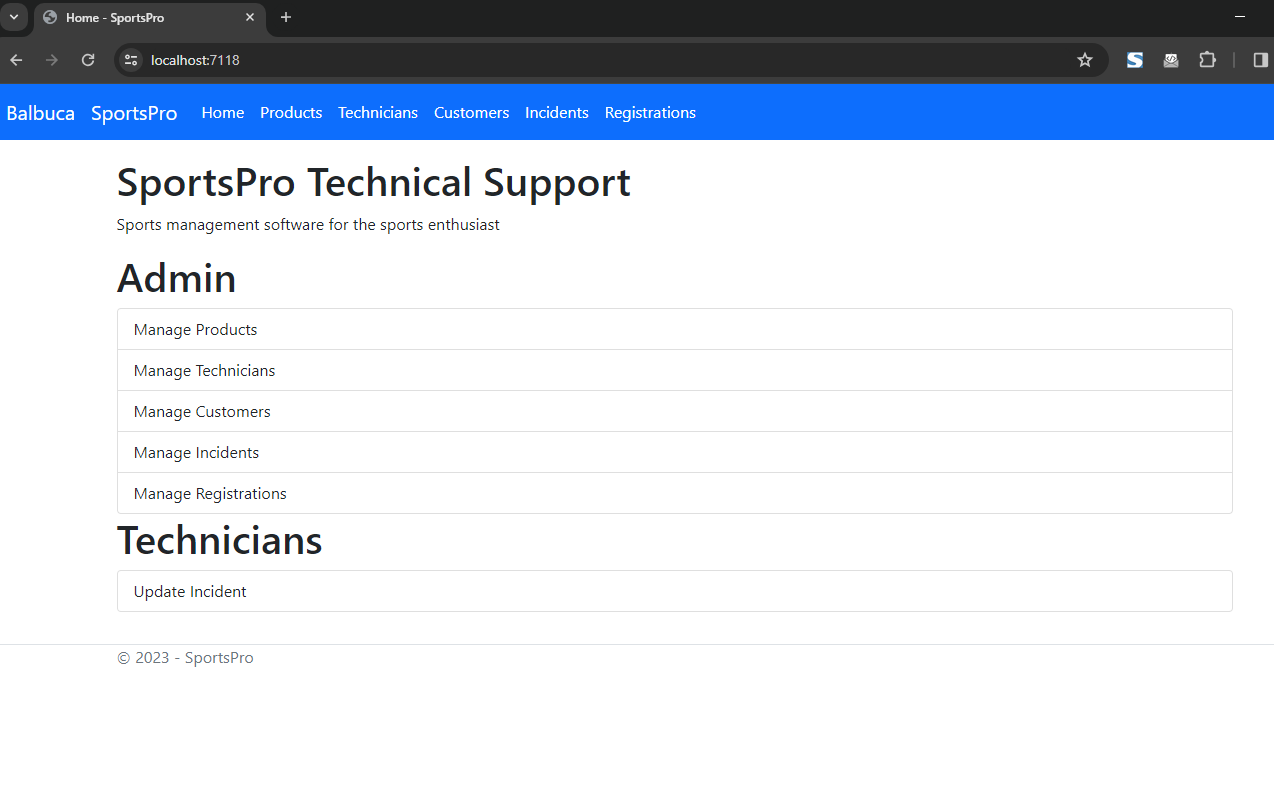 Home - SportsPro
localhost:7118
Balbuca SportsPro Home Products Technicians Customers Incidents Registrations
SportsPro Technical Support
Sports management software for the sports enthusiast
Admin
Manage Products
Manage Technicians
Manage Customers
Manage Incidents
Manage Registrations
Technicians
Update Incident
© 2023 - SportsPro